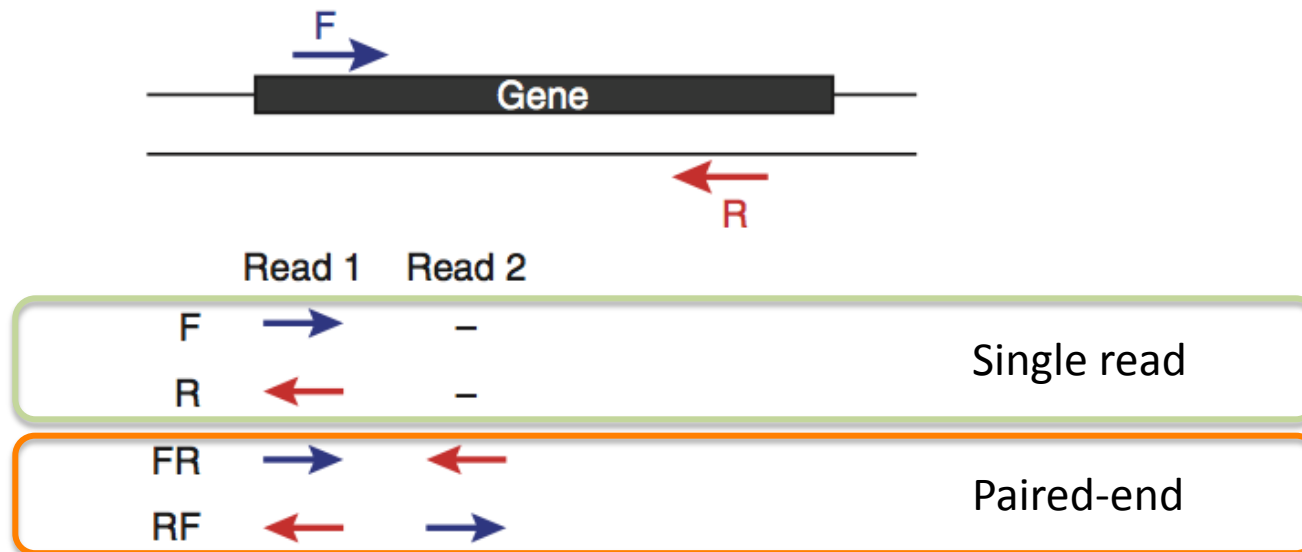 F
Gene
R
Read 1 Read 2
F –
Single read
R –
FR
Paired-end
RF